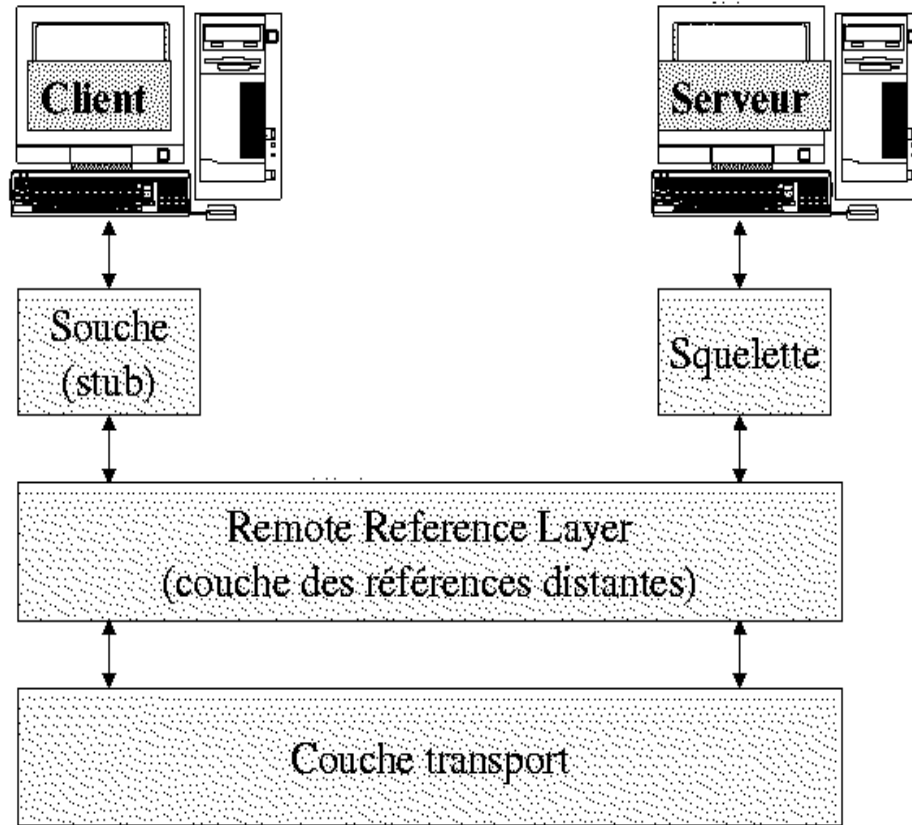 Client
Serveur
Souche
(stub)
Squelette
Remote Reference Layer
(couche des références distantes)
Couche transport